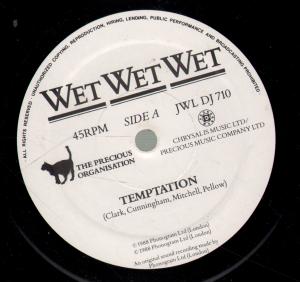 ALL RIGHTS RESERVED · UNAUTHORISED COPYING, REPRODUCTION, HIRING, LENDING, PUBLIC PERFORMANCE AND BROADCASTING PROHIBITED
WET WET WET
45RPM SIDE A JWL DJ 710
THE PRECIOUS
ORGANISATION
CHRYSALIS MUSIC LTD/
PRECIOUS MUSIC COMPANY LTD
TEMPTATION
(Clark, Cunningham, Mitchell, Pellow)
℗ 1988 Phonogram Ltd (London)
© 1988 Phonogram Ltd (London)
An original sound recording made by
Phonogram Ltd (London)